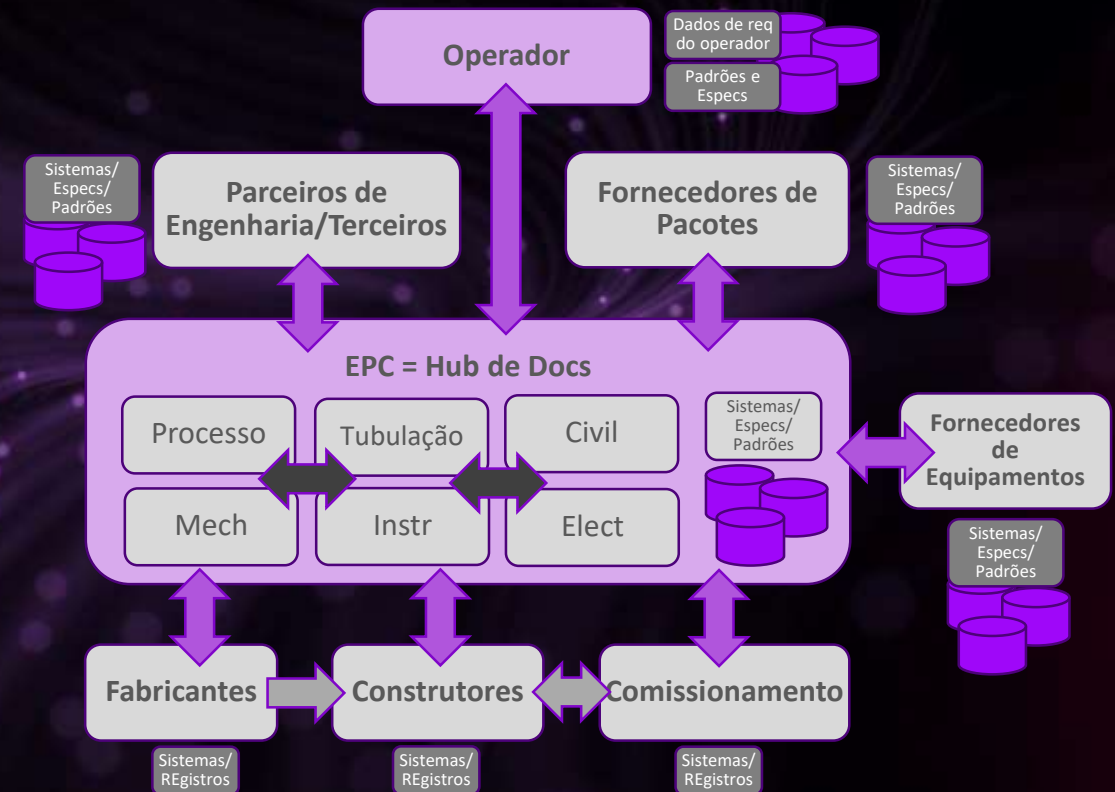 Operador
Dados de req
do operador
Padrões e
Especs
Sistemas/
Especs/
Padrões
Parceiros de
Engenharia/Terceiros
Fornecedores de
Pacotes
Sistemas/
Especs/
Padrões
EPC = Hub de Docs
Processo
Tubulação
Civil
Sistemas/
Especs/
Padrões
Mech
Instr
Elect
Fornecedores
de
Equipamentos
Sistemas/
Especs/
Padrões
Fabricantes
Construtores
Comissionamento
Sistemas/
REgistros
Sistemas/
REgistros
Sistemas/
REgistros